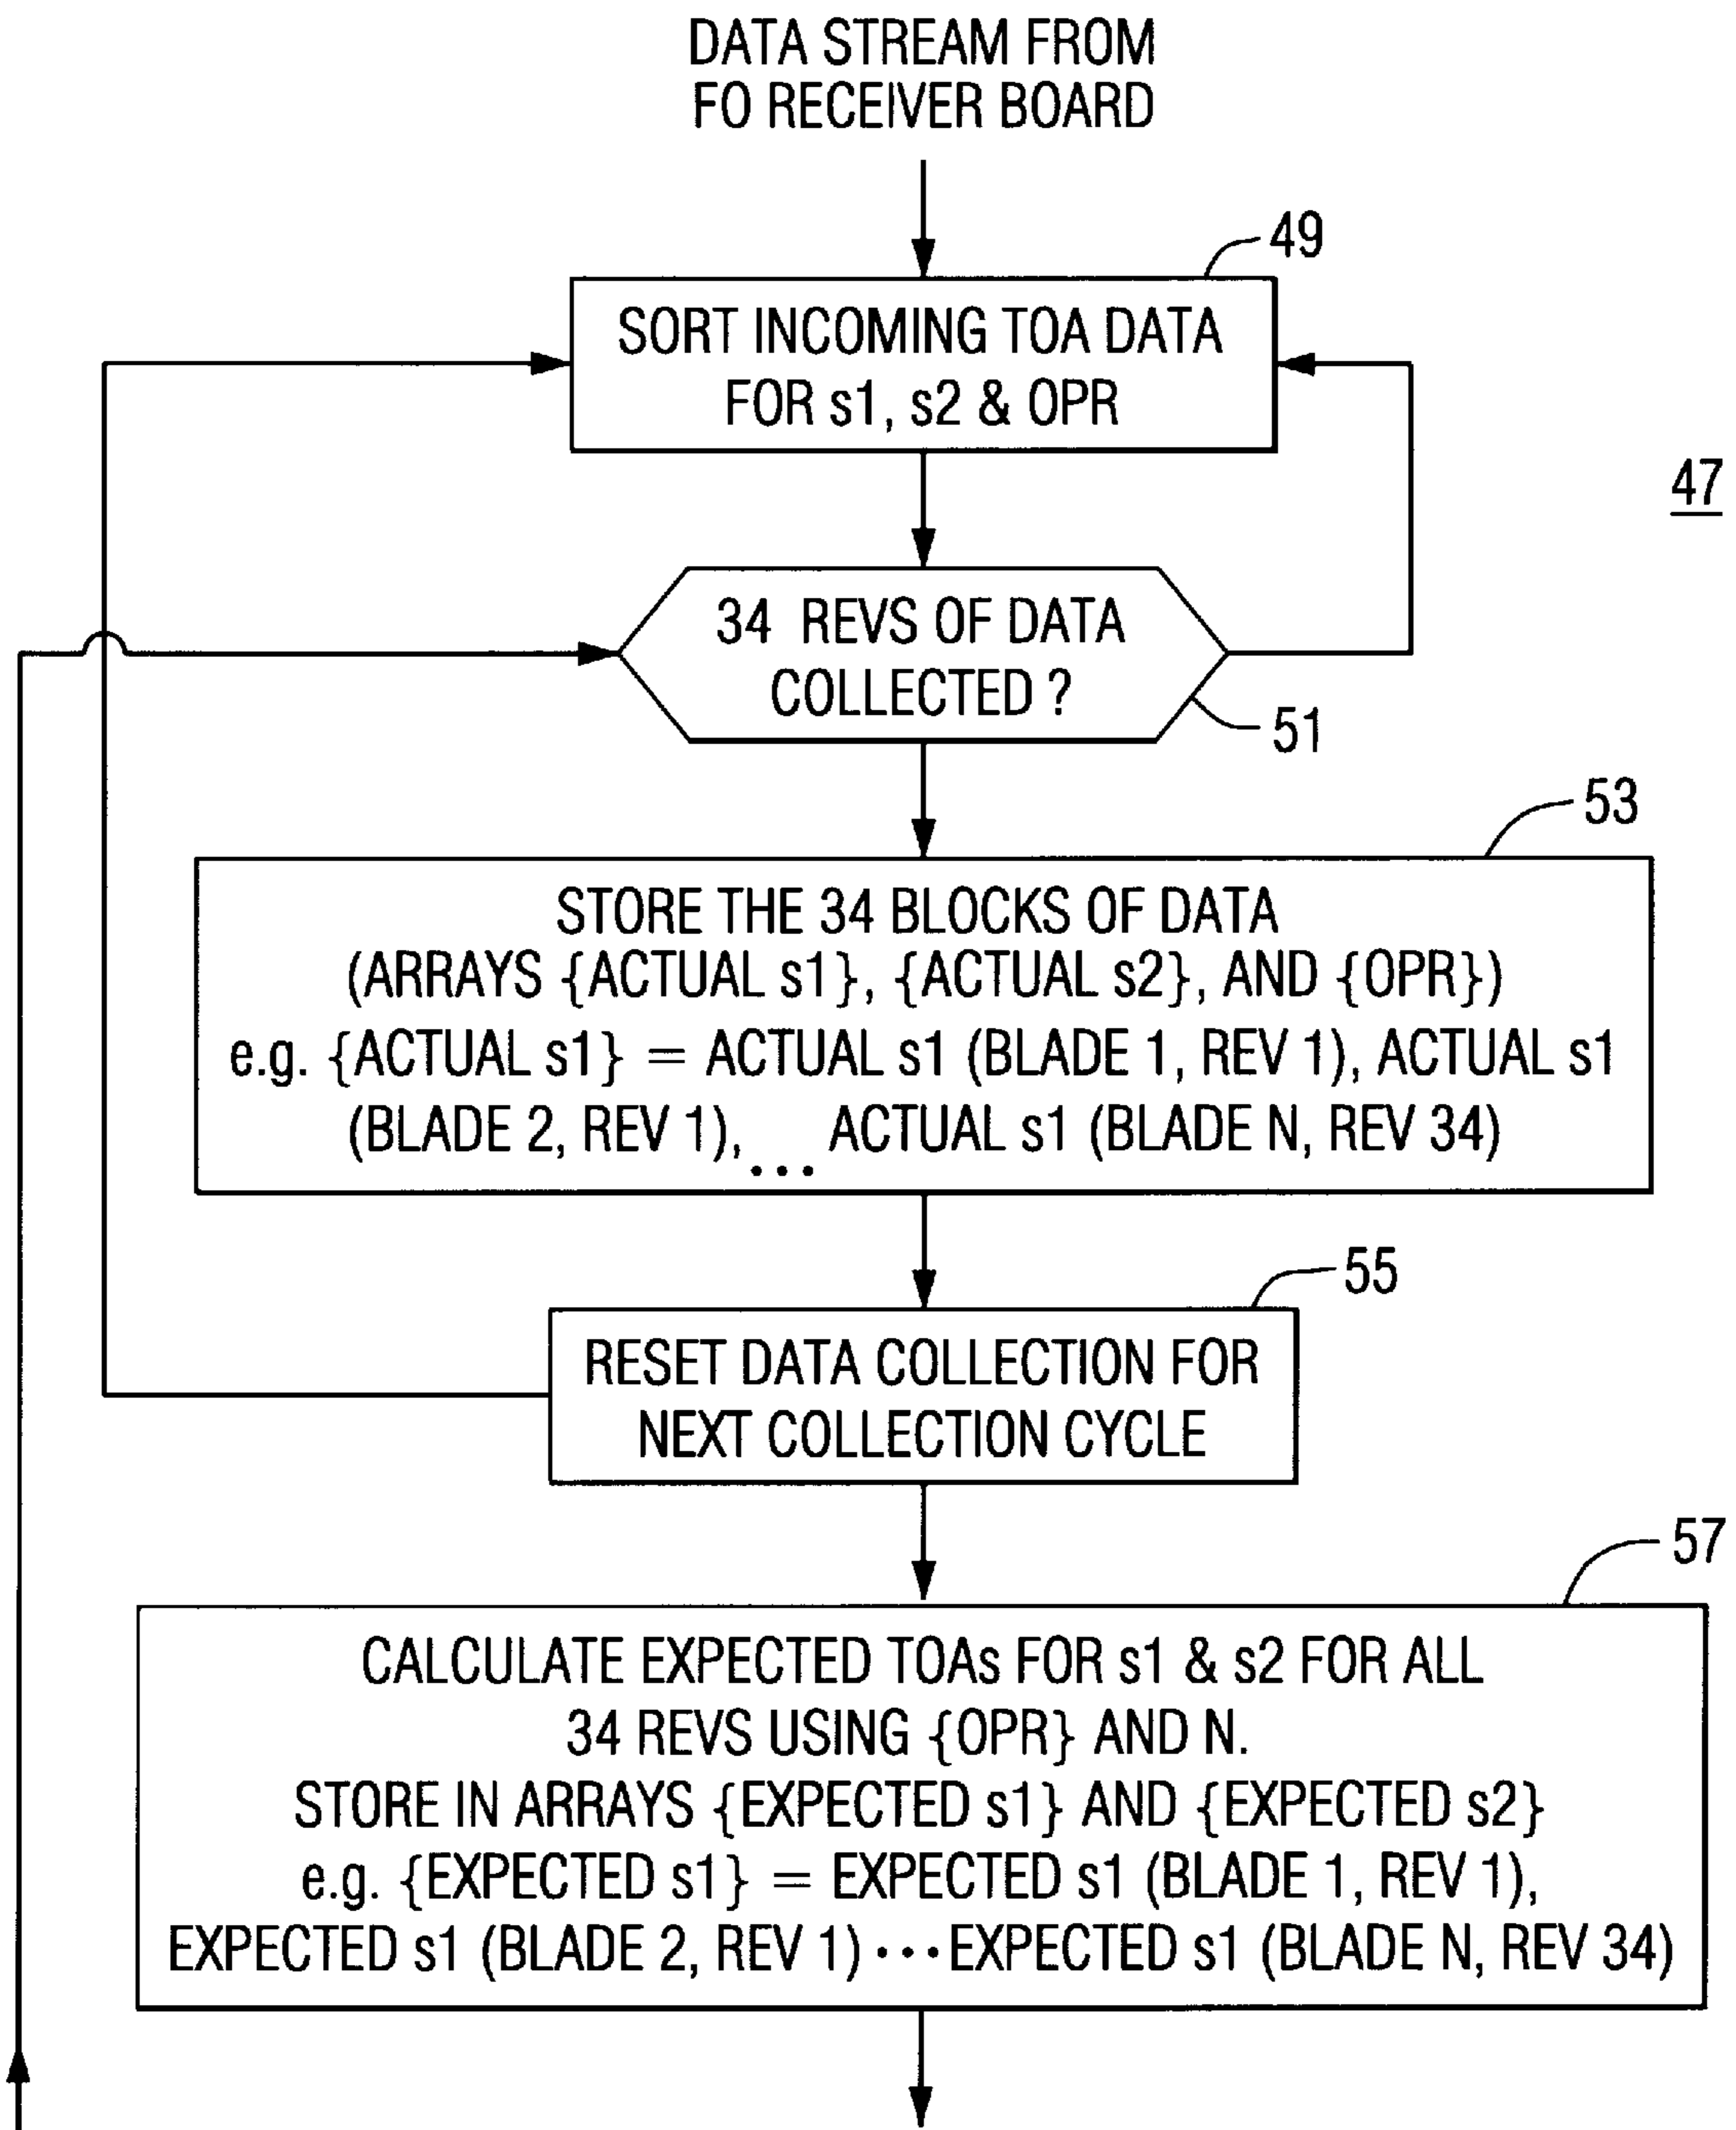 DATA STREAM FROM
FO RECEIVER BOARD
49
SORT INCOMING TOA DATA
FOR s1, s2 & OPR
47
34 REVS OF DATA
COLLECTED ?
51
53
STORE THE 34 BLOCKS OF DATA
(ARRAYS {ACTUAL s1}, {ACTUAL s2}, AND {OPR})
e.g. {ACTUAL s1} = ACTUAL s1 (BLADE 1, REV 1), ACTUAL s1
(BLADE 2, REV 1), ... ACTUAL s1 (BLADE N, REV 34)
55
RESET DATA COLLECTION FOR
NEXT COLLECTION CYCLE
57
CALCULATE EXPECTED TOAs FOR s1 & s2 FOR ALL
34 REVS USING {OPR} AND N.
STORE IN ARRAYS {EXPECTED s1} AND {EXPECTED s2}
e.g. {EXPECTED s1} = EXPECTED s1 (BLADE 1, REV 1),
EXPECTED s1 (BLADE 2, REV 1) ••• EXPECTED s1 (BLADE N, REV 34)